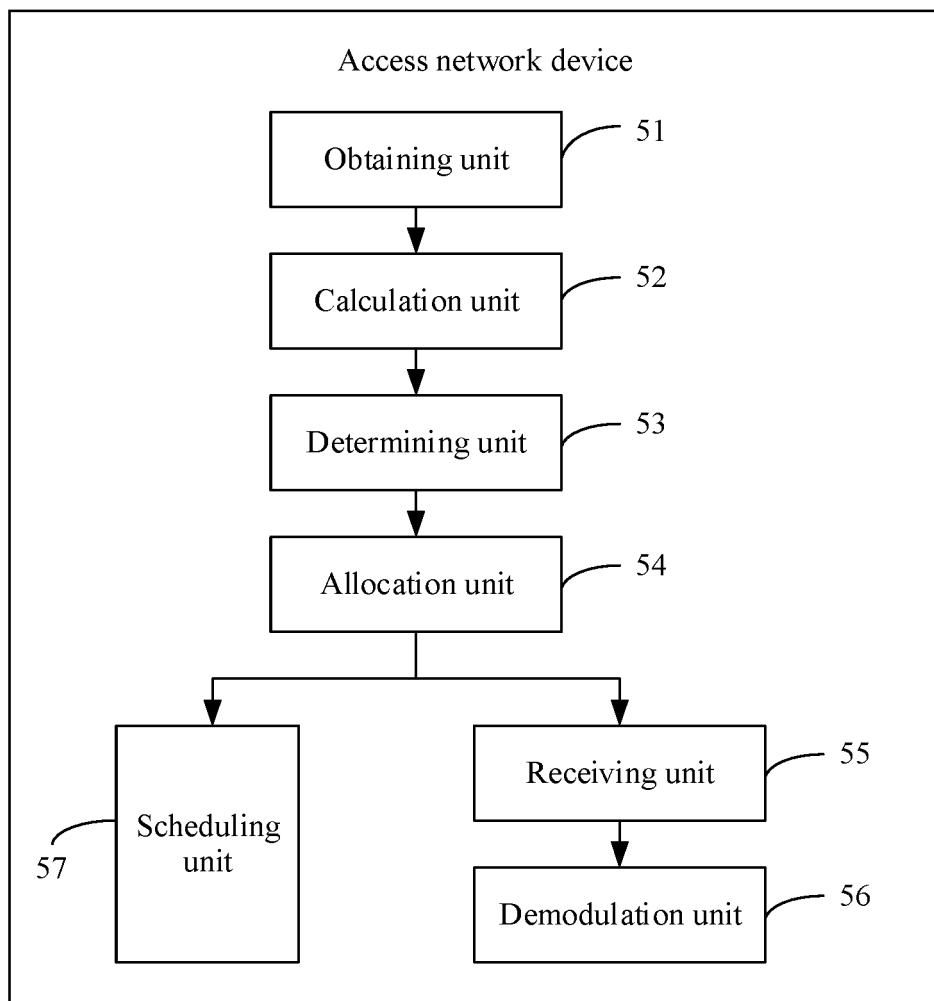 Access network device
Obtaining unit
51
Calculation unit
52
Determining unit
53
Allocation unit
54
Scheduling
unit
57
Receiving unit
55
Demodulation unit
56